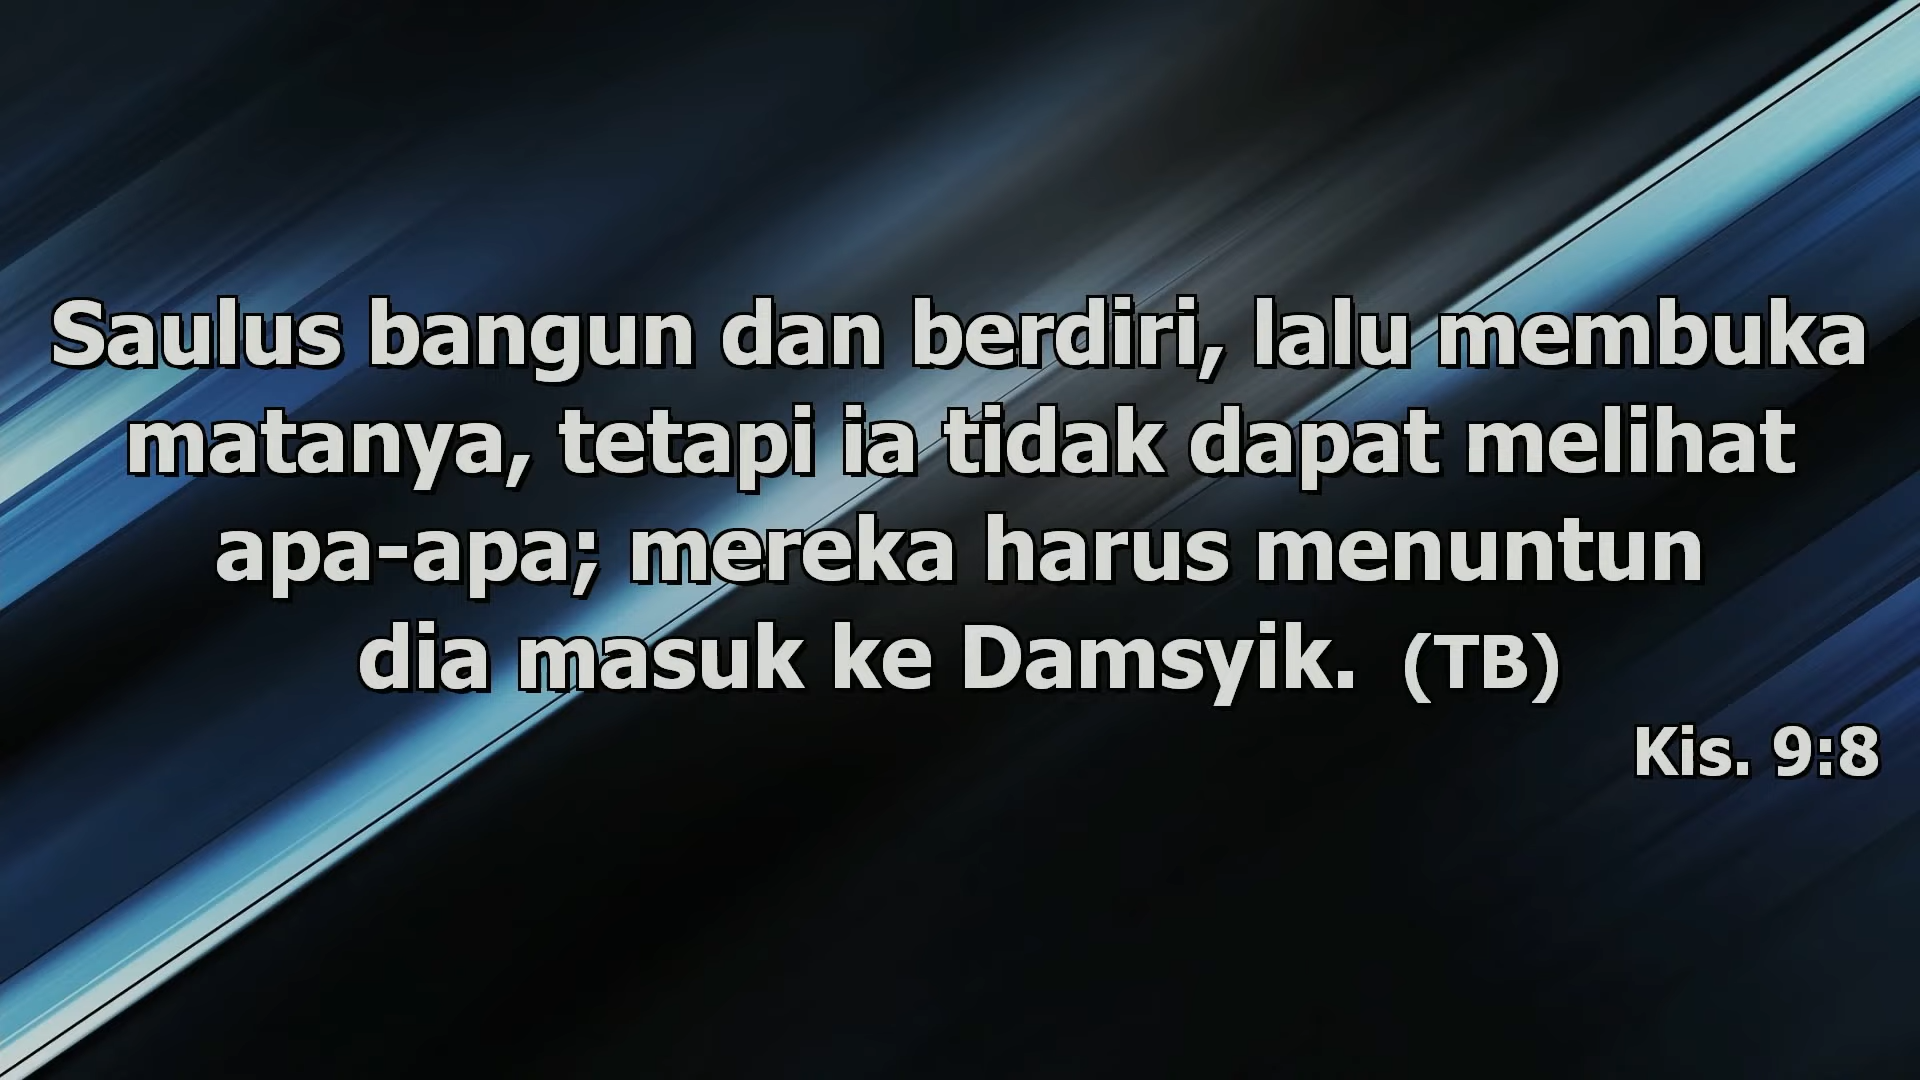 Saulus bangun dan berdiri, lalu membuka
matanya, tetapi ia tidak dapat melihat
apa-apa; mereka harus menuntun
dia masuk ke Damsyik. (TB)
Kis. 9:8